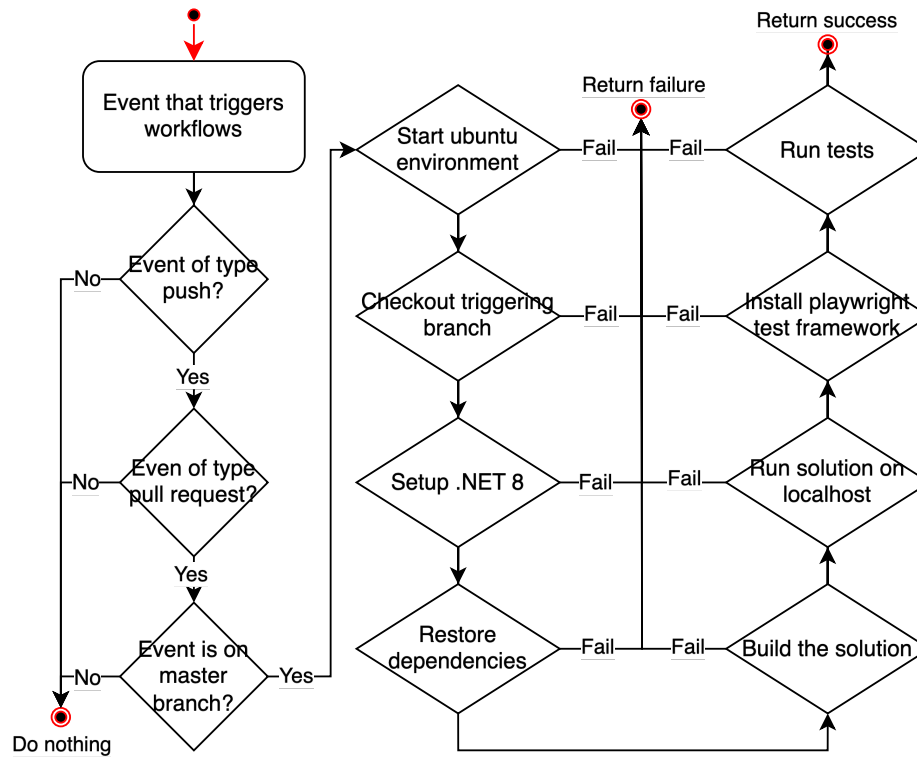 Event that triggers
workflows
Event of type
push?
No
Yes
Even of type
pull request?
No
Yes
Event is on
master
branch?
No
Yes
Do nothing
Start ubuntu
environment
Fail
Checkout triggering
branch
Fail
Setup .NET 8
Fail
Restore
dependencies
Fail
Return failure
Build the solution
Fail
Run solution on
localhost
Fail
Install playwright
test framework
Fail
Run tests
Fail
Return success